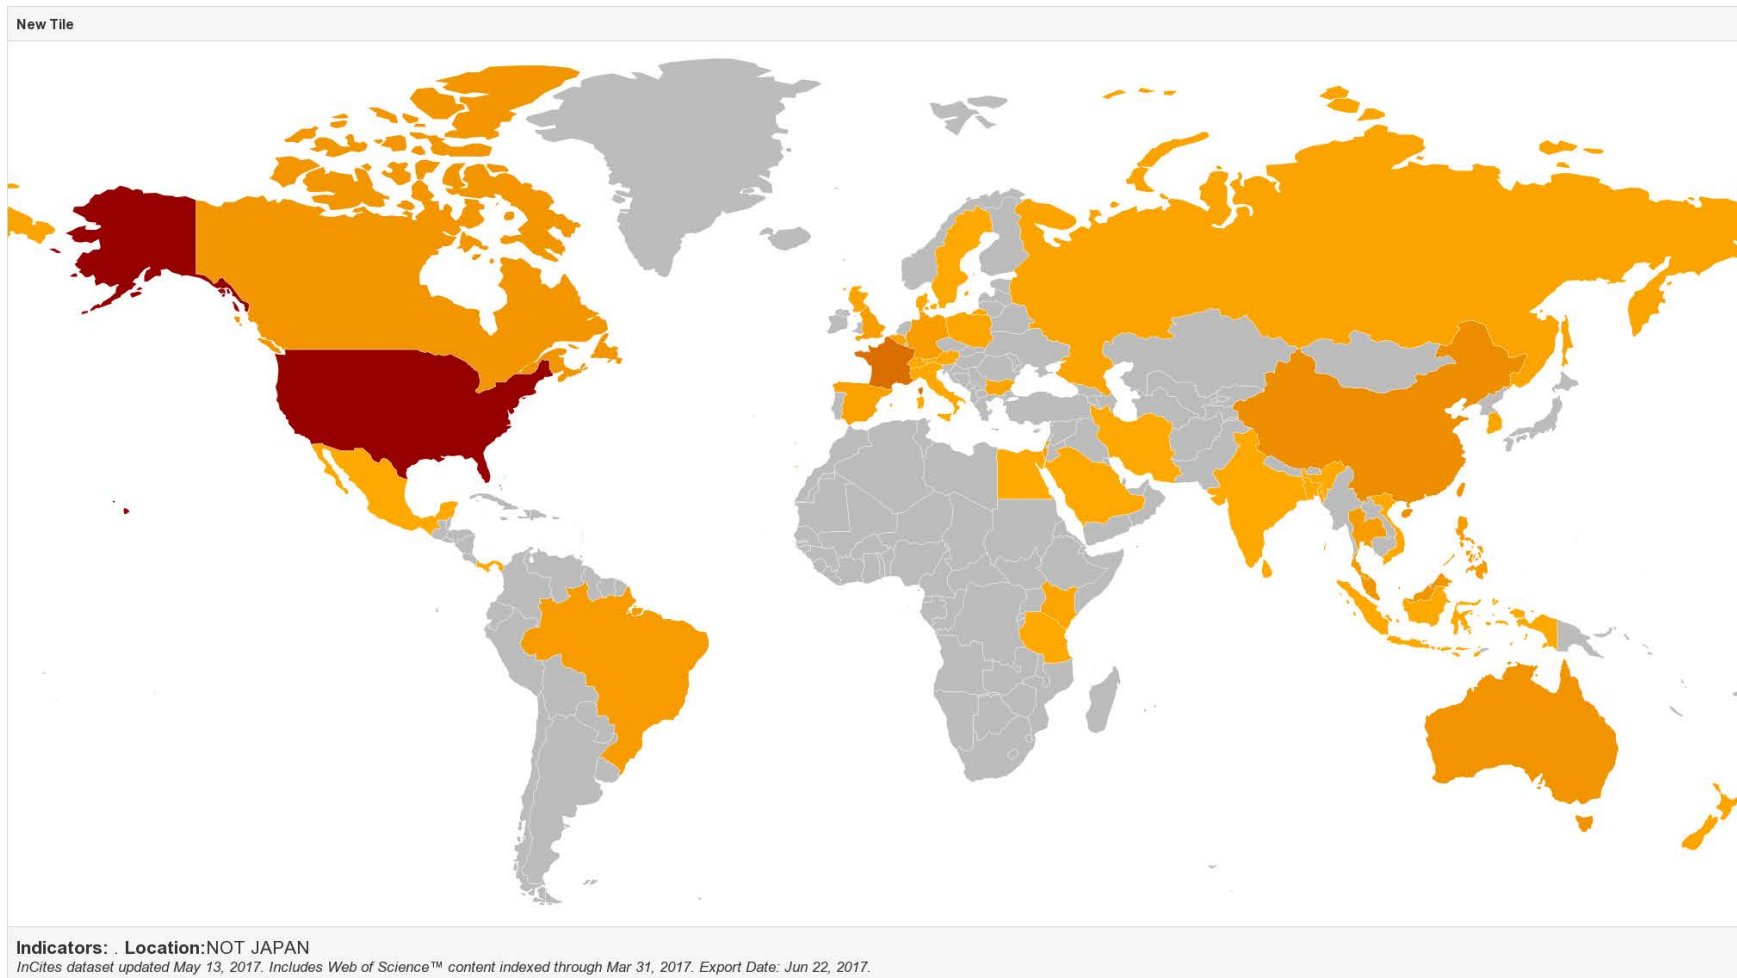 New Tile
Indicators: . Location:NOT JAPAN
InCites dataset updated May 13, 2017. Includes Web of Science™ content indexed through Mar 31, 2017. Export Date: Jun 22, 2017.